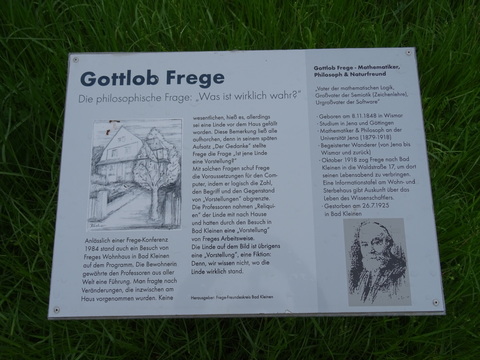 Gottlob Frege
Die philosophische Frage: „Was ist wirklich wahr?“
Anlässlich einer Frege-Konferenz
1984 stand auch ein Besuch von
Freges Wohnhaus in Bad Kleinen
auf dem Programm. Die Bewohnerin
gewährte den Professoren aus aller
Welt eine Führung. Man fragte nach
Veränderungen, die inzwischen am
Haus vorgenommen wurden. Keine
wesentlichen, hieß es, allerdings
sei eine Linde vor dem Haus gefällt
worden. Diese Bemerkung ließ alle
aufhorchen, denn in seinem späten
Aufsatz „Der Gedanke“ stellte
Frege die Frage „Ist jene Linde
eine Vorstellung?“
Mit solchen Fragen schuf Frege
die Voraussetzungen für den Com-
puter, indem er logisch die Zahl,
den Begriff und den Gegenstand
von „Vorstellungen“ abgrenzte.
Die Professoren nahmen „Reliqui-
en“ der Linde mit nach Hause
und hatten durch den Besuch in
Bad Kleinen eine „Vorstellung“
von Freges Arbeitsweise.
Die Linde auf dem Bild ist übrigens
eine „Vorstellung“, eine Fiktion:
Denn, wir wissen nicht, wo die
Linde wirklich stand.
Herausgeber: Frege-Freundeskreis Bad Kleinen
Gottlob Frege - Mathematiker,
Philosoph & Naturfreund
„Vater der mathematischen Logik,
Großvater der Semiotik (Zeichenlehre),
Urgroßvater der Software“
- Geboren am 8.11.1848 in Wismar
- Studium in Jena und Göttingen
- Mathematiker & Philosoph an der
Universität Jena (1879-1918)
- Begeisterter Wanderer (von Jena bis
Wismar und zurück)
- Oktober 1918 zog Frege nach Bad
Kleinen in die Waldstraße 17, um dort
seinen Lebensabend zu verbringen.
Eine Informationstafel am Wohn- und
Sterbehaus gibt Auskunft über das
Leben des Wissenschaftlers.
- Gestorben am 26.7.1925
in Bad Kleinen